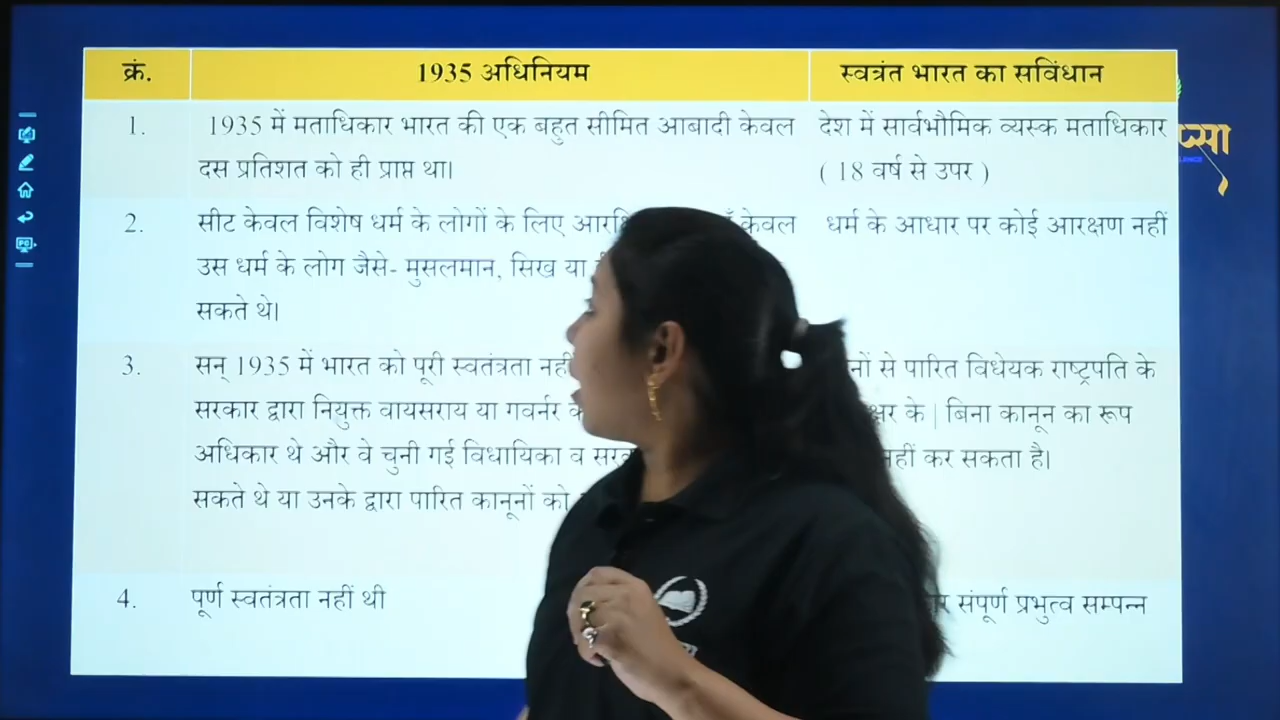 क्रं. 1935 अधिनियम स्वत्रंत भारत का सविंधान
1. 1935 में मताधिकार भारत की एक बहुत सीमित आबादी केवल देश में सार्वभौमिक व्यस्क मताधिकार
दस प्रतिशत को ही प्राप्त था। ( 18 वर्ष से उपर )
2. सीट केवल विशेष धर्म के लोगों के लिए केवल धर्म के आधार पर कोई आरक्षण नहीं
उस धर्म के लोग जैसे- मुसलमान, सिख या
सकते थे।
3. सन् 1935 में भारत को पूरी स्वतंत्रता से पारित विधेयक राष्ट्रपति के
सरकार द्वारा नियुक्त वायसराय या गवर्नर के | बिना कानून का रूप
अधिकार थे और वे चुनी गई विधायिका व नहीं कर सकता है।
सकते थे या उनके द्वारा पारित कानूनों को
4. पूर्ण स्वतंत्रता नहीं थी संपूर्ण प्रभुत्व सम्पन्न